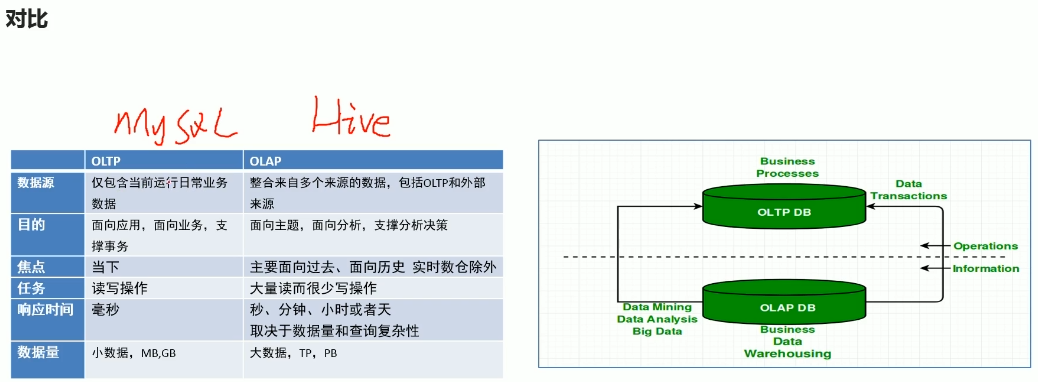 对比
MySQL Hive
OLTP OLAP
数据源 仅包含当前运行日常业务 整合来自多个来源的数据，包括OLTP和外部
数据 来源
目的 面向应用，面向业务，支 面向主题，面向分析，支撑分析决策
撑事务
焦点 当下 主要面向过去、面向历史 实时数仓除外
任务 读写操作 大量读而很少写操作
响应时间 毫秒 秒、分钟、小时或者天
取决于数据量和查询复杂性
数据量 小数据，MB,GB 大数据，TP，PB
Business
Processes
OLTP DB
Data
Transactions
Operations
Information
OLAP DB
Data Mining
Data Analysis
Big Data
Business
Data
Warehousing